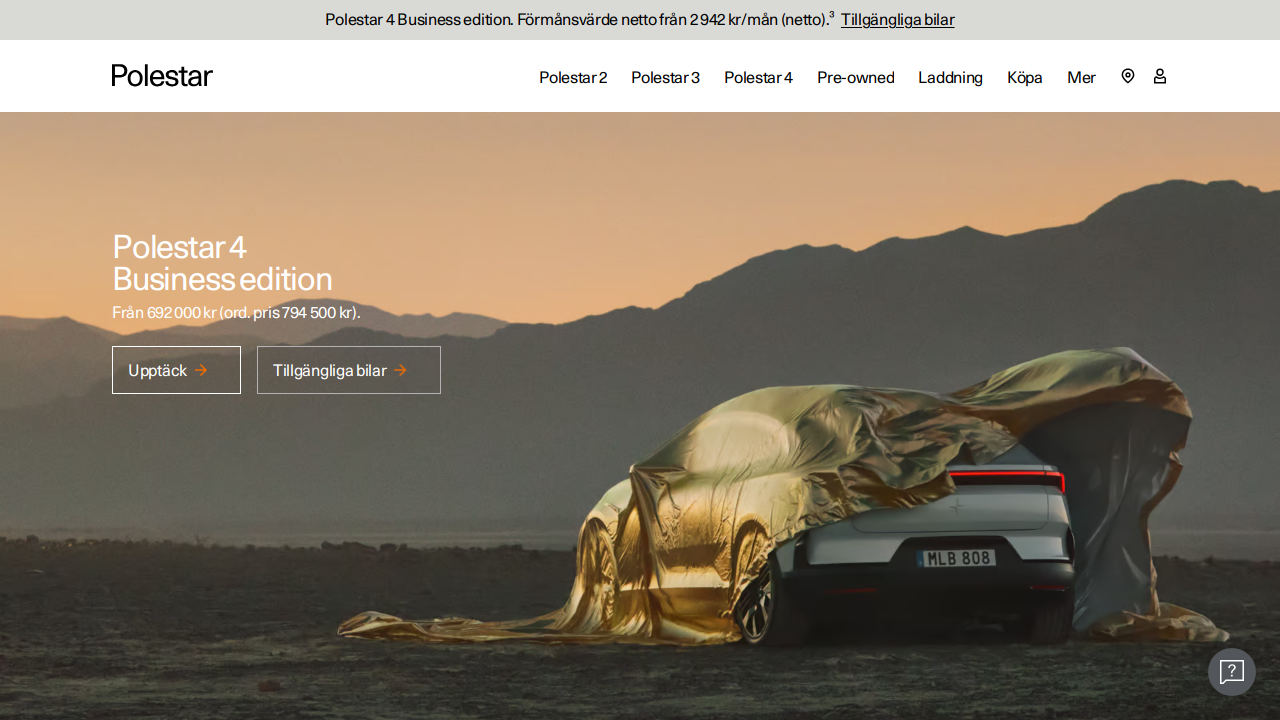 Polestar 4 Business edition. Förmånsvärde netto från 2 942 kr/mån (netto).³ Tillgängliga bilar
Polestar
Polestar 2
Polestar 3
Polestar 4
Pre-owned
Laddning
Köpa
Mer
Polestar 4
Business edition
Från 692 000 kr (ord. pris 794 500 kr).
Upptäck
Tillgängliga bilar
MLB 808
?